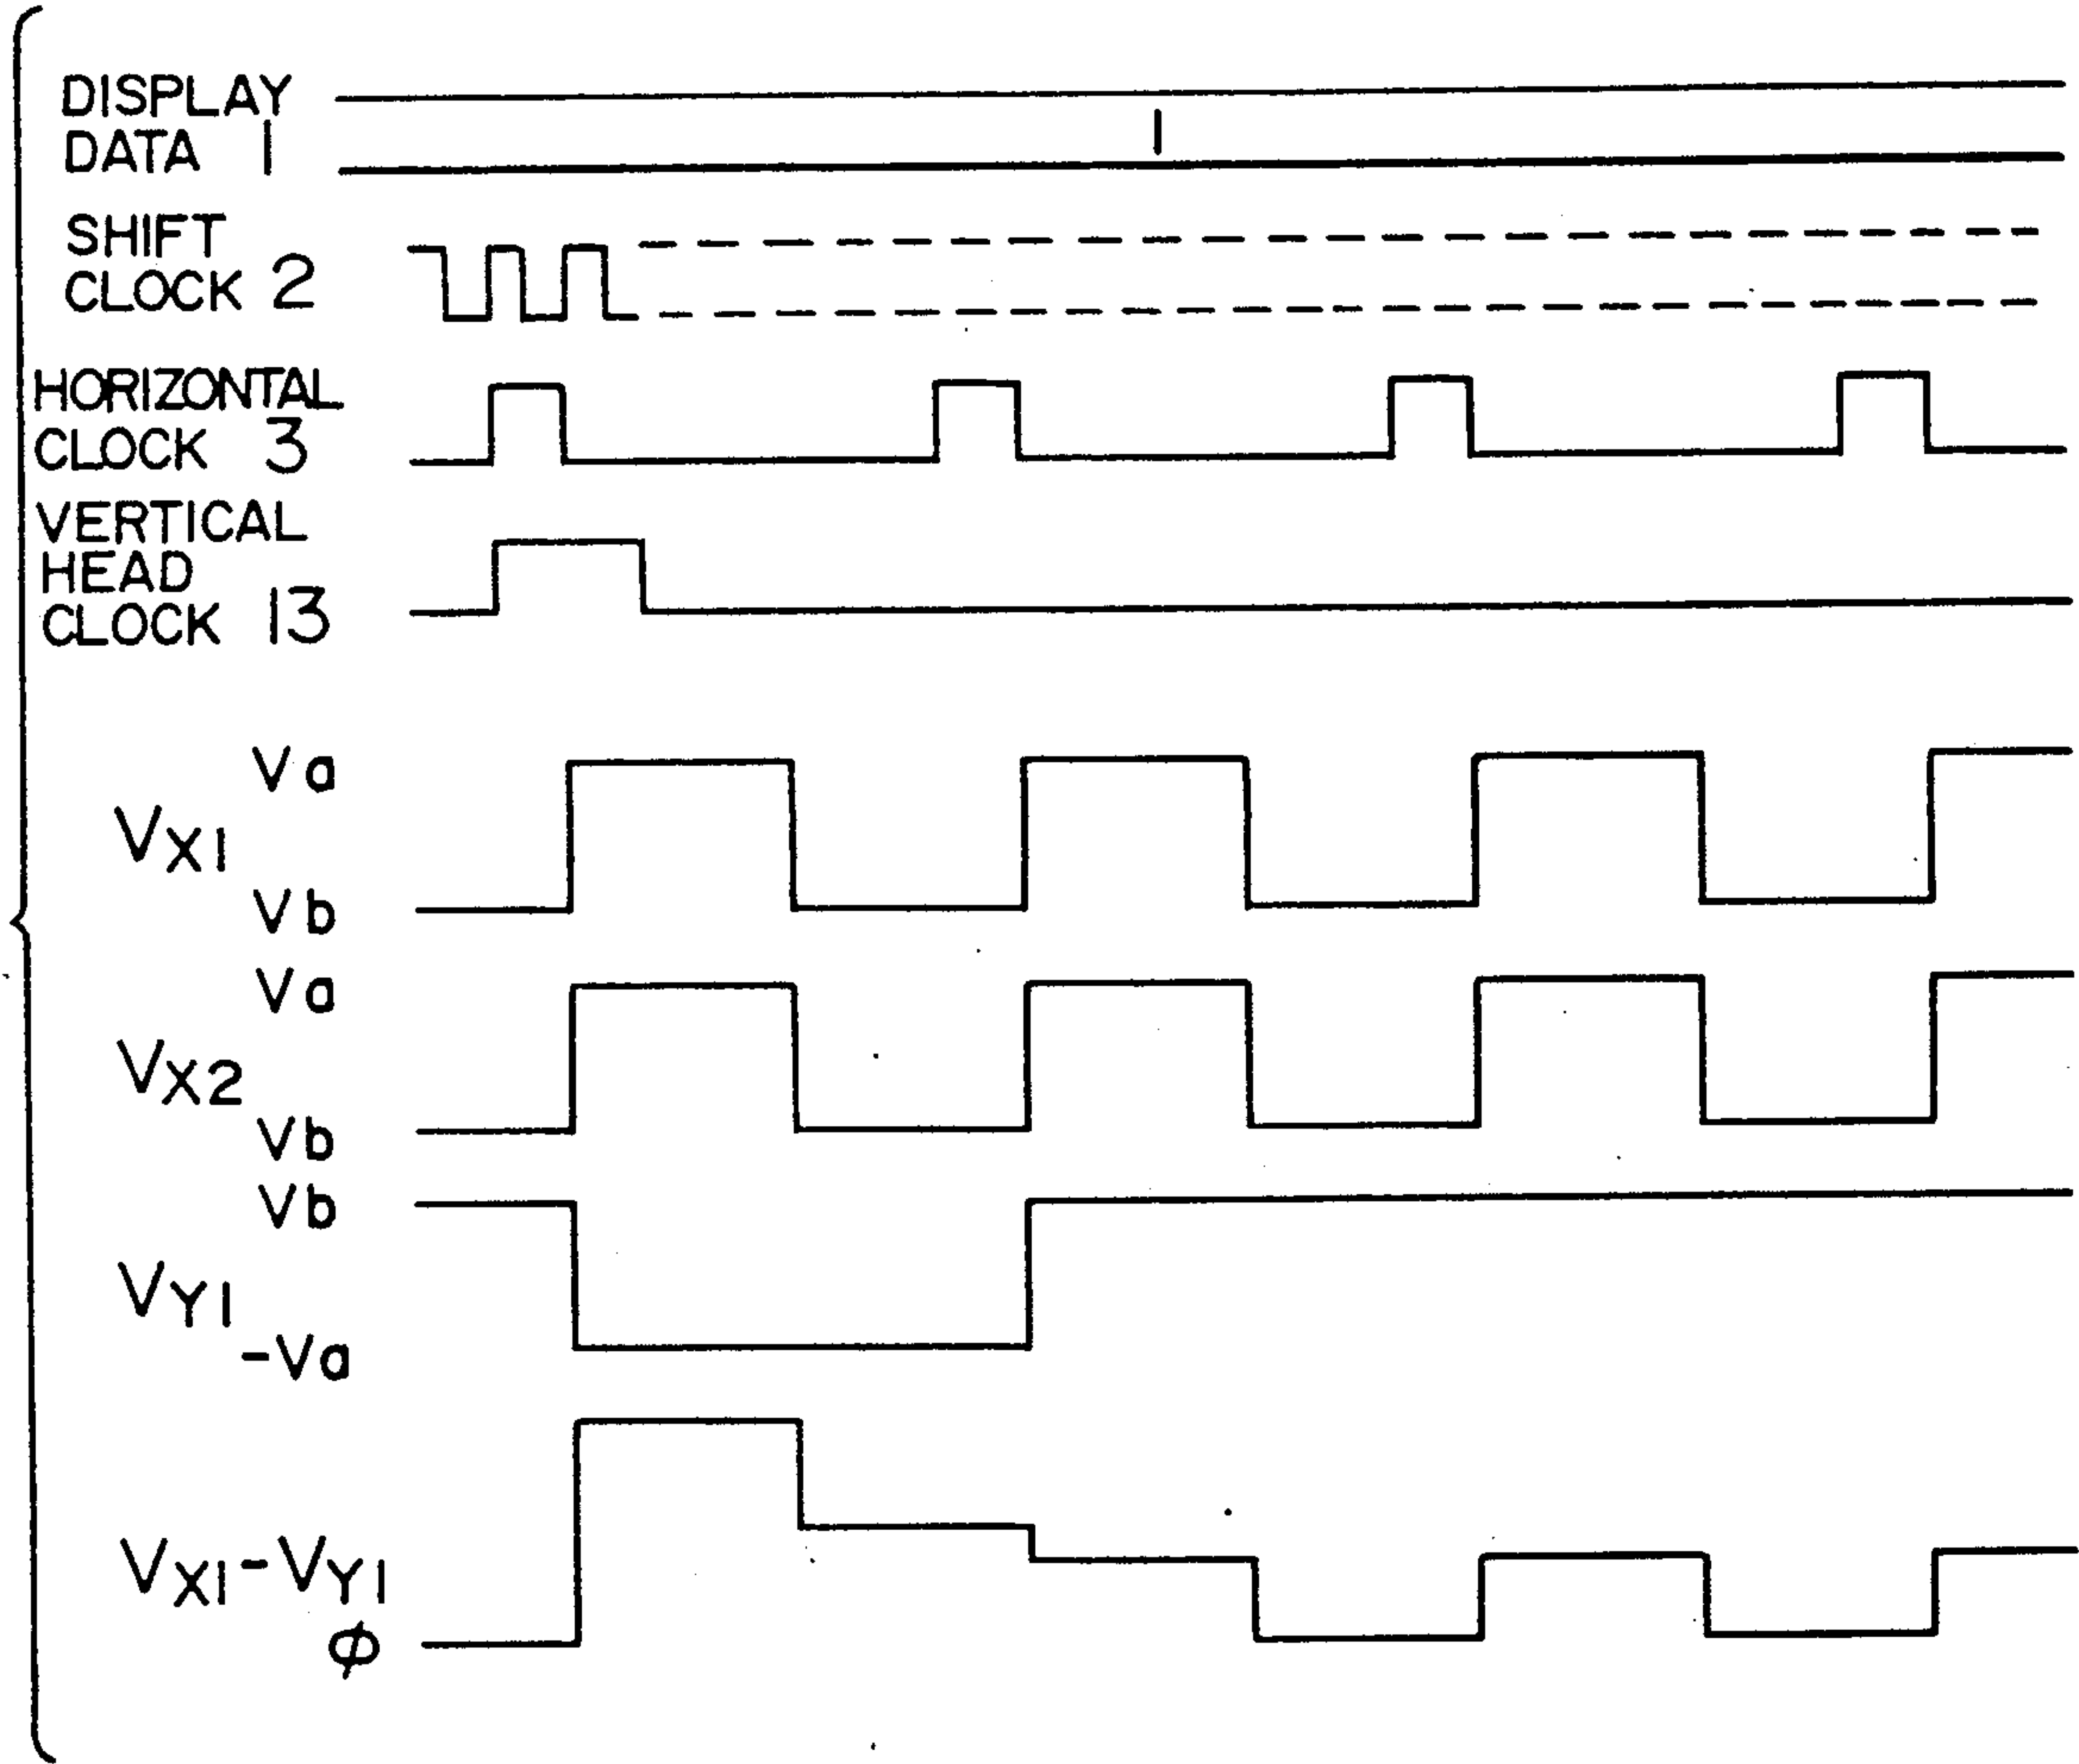 DISPLAY
DATA 1
1
SHIFT
CLOCK 2
HORIZONTAL
CLOCK 3
VERTICAL
HEAD
CLOCK 13
Va
VX1
Vb
Va
VX2
Vb
Vb
VY1
-Va
VX1-VY1
φ